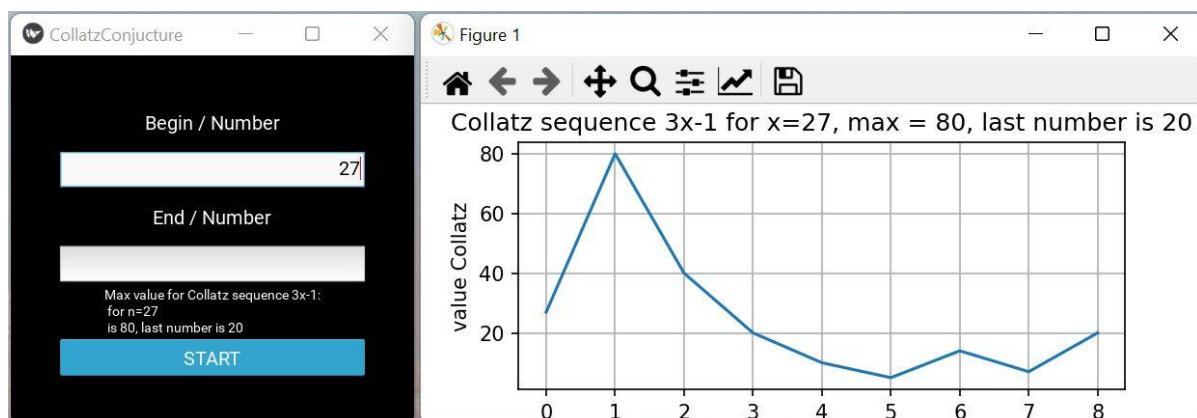 CollatzConjucture
Begin / Number
27
End / Number
Max value for Collatz sequence 3x-1:
for n=27
is 80, last number is 20
START
Figure 1
Collatz sequence 3x-1 for x=27, max = 80, last number is 20
value Collatz
80
60
40
20
0 1 2 3 4 5 6 7 8